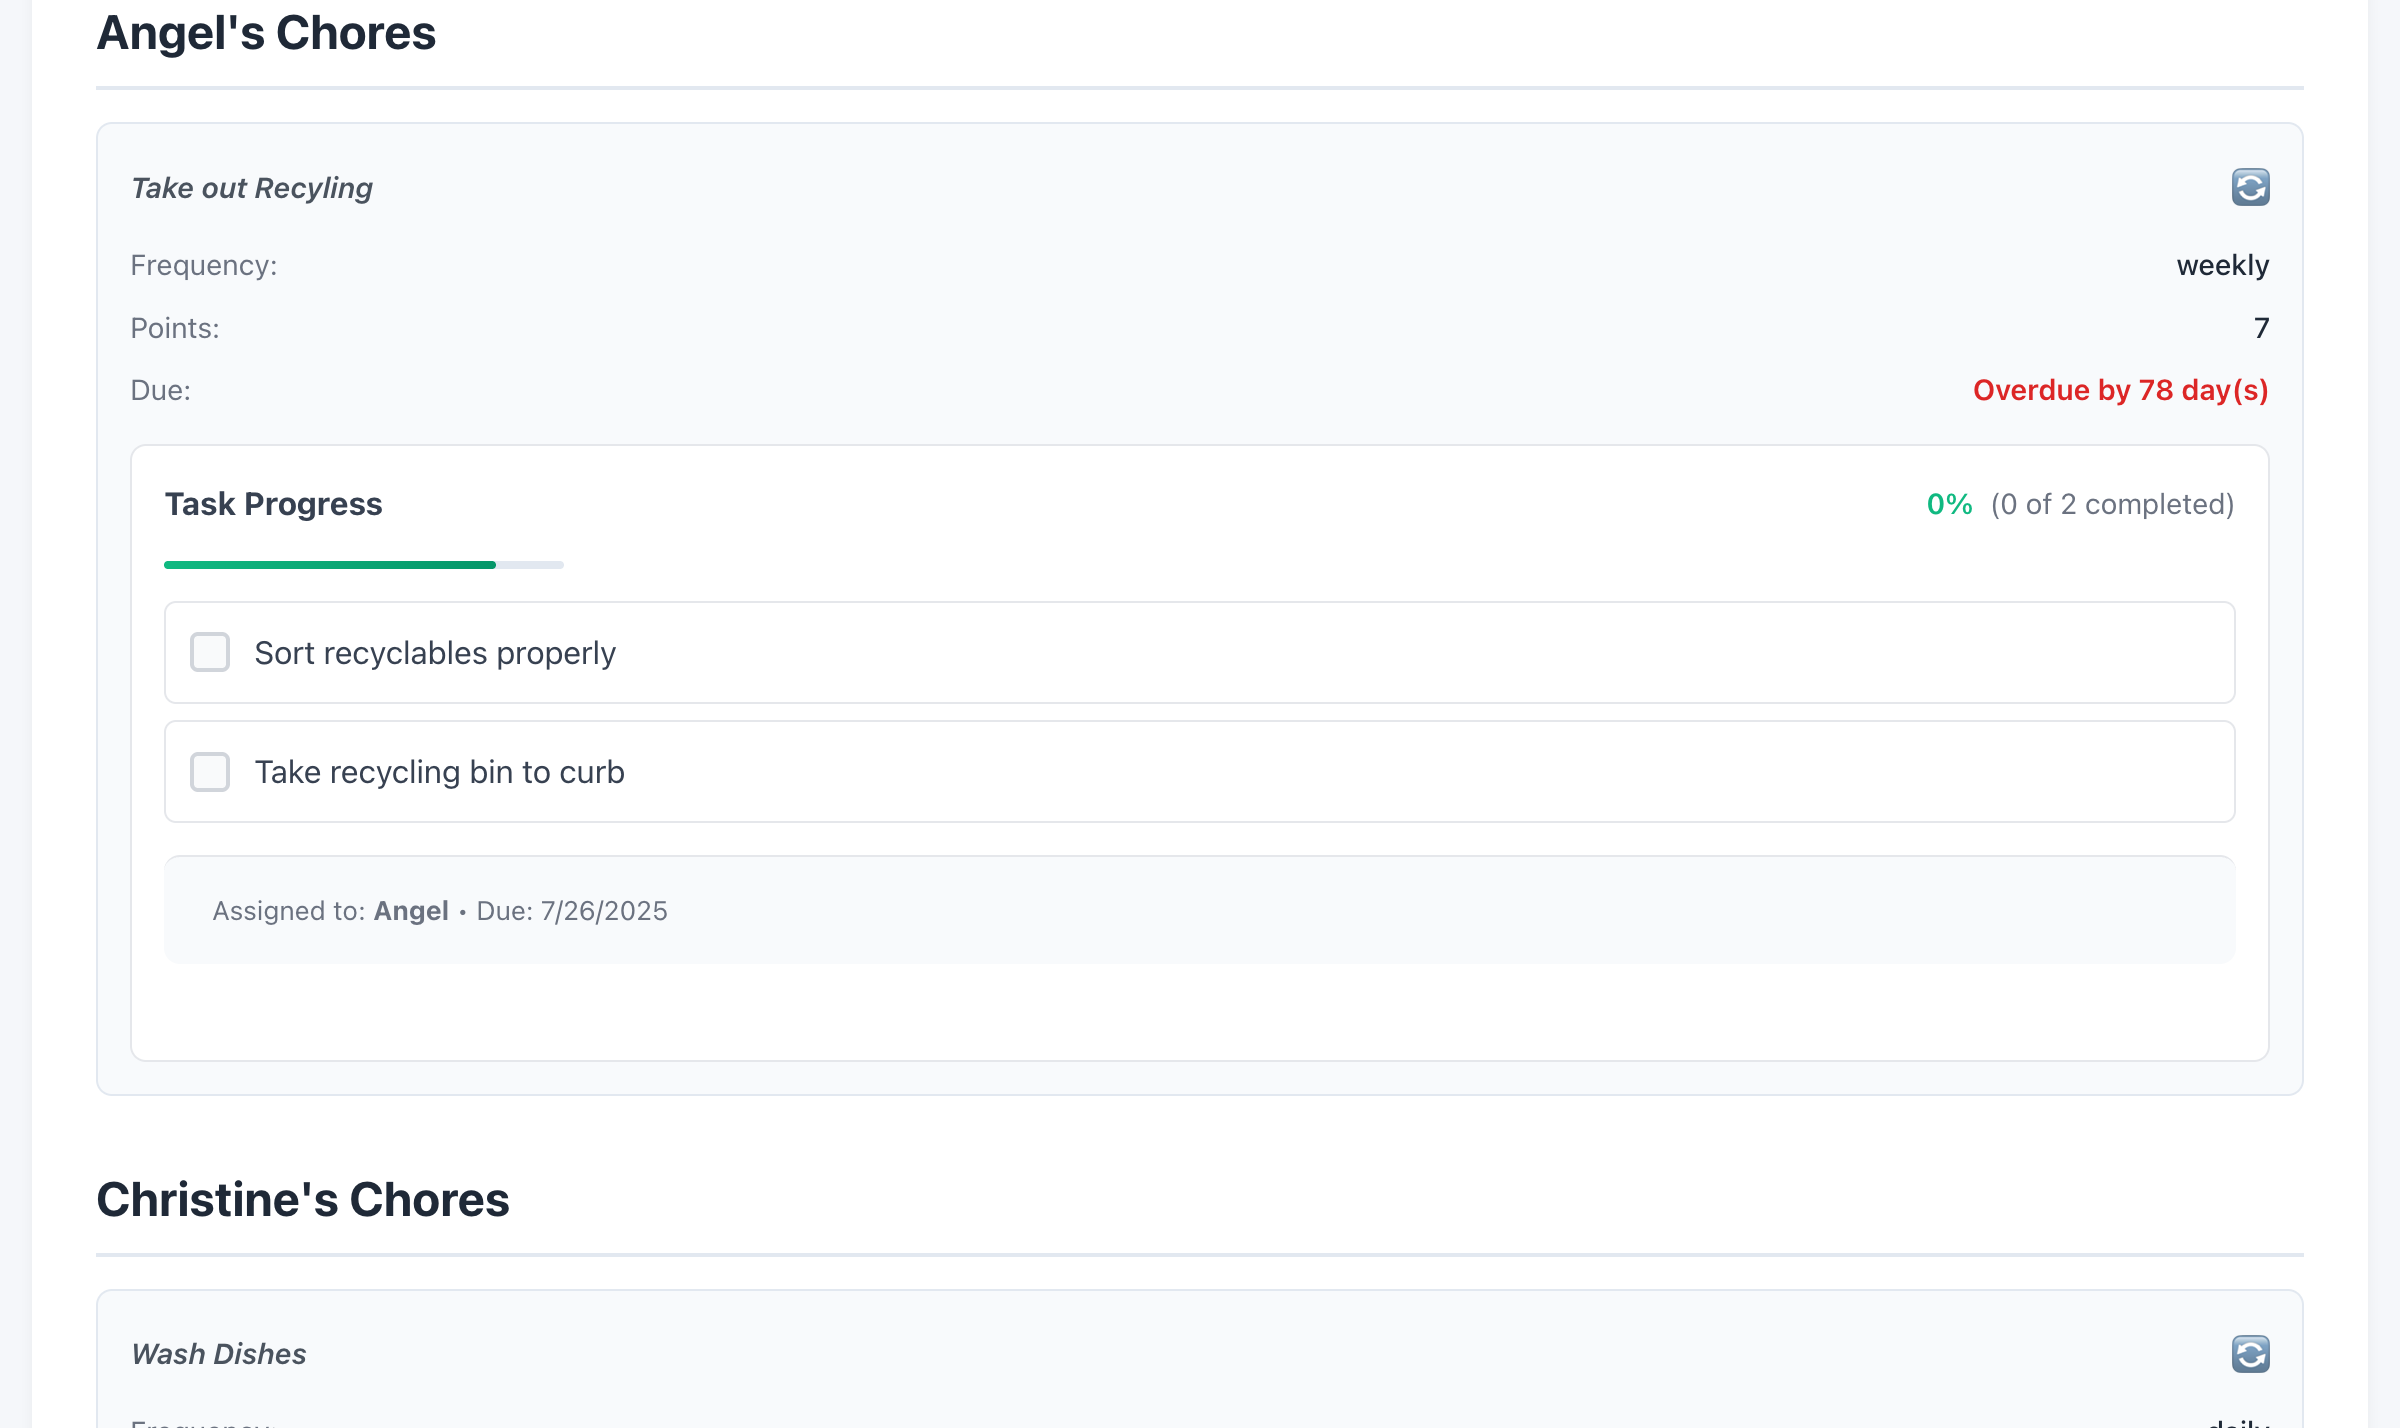 Angel's Chores
Take out Recyling
Frequency: weekly
Points: 7
Due: Overdue by 78 day(s)
Task Progress 0% (0 of 2 completed)
Sort recyclables properly
Take recycling bin to curb
Assigned to: Angel • Due: 7/26/2025
Christine's Chores
Wash Dishes
Frequency: daily